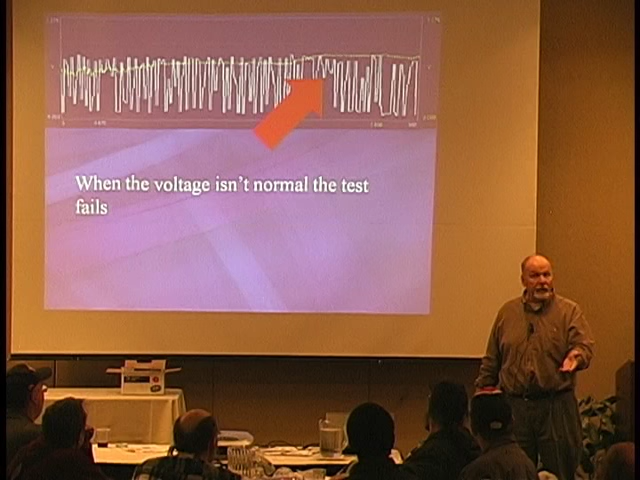 When the voltage isn't normal the test
fails